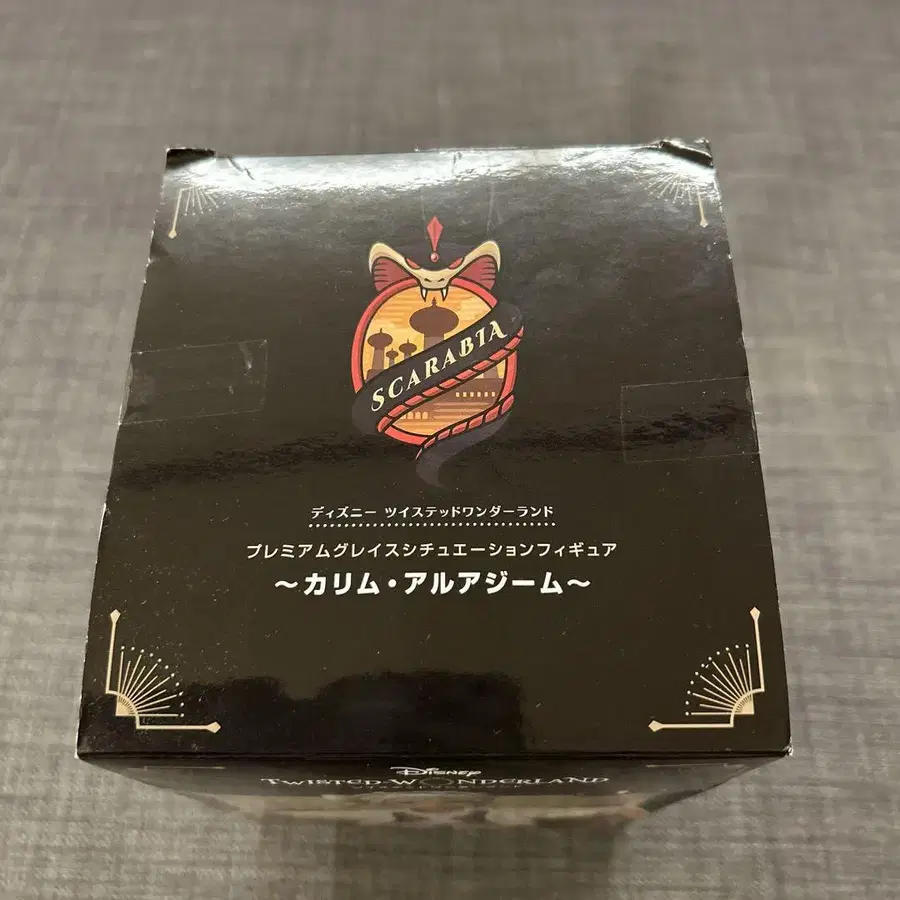 SCARABIA
ディズニー ツイステッドワンダーランド
プレミアムグレイスシチュエーションフィギュア
～カリム・アルアジーム～
Disney
TWISTED-WONDERLAND